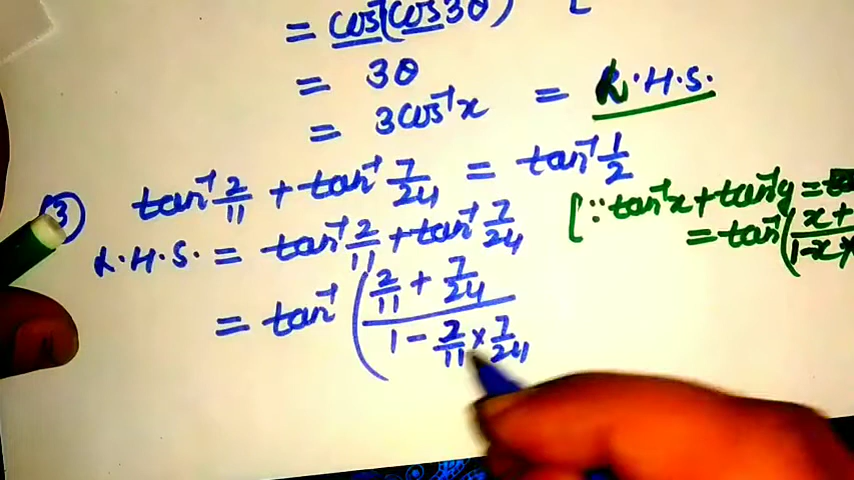 = cos⁻¹(cos3θ) [
= 3θ
= 3cos⁻¹x = R.H.S.
③ tan⁻¹ 2/11 + tan⁻¹ 7/24 = tan⁻¹ 1/2
L.H.S. = tan⁻¹ 2/11 + tan⁻¹ 7/24
[∵ tan⁻¹x + tan⁻¹y =
= tan⁻¹(x+/1-x×
= tan⁻¹ (2/11 + 7/24 / 1 - 2/11 × 7/24